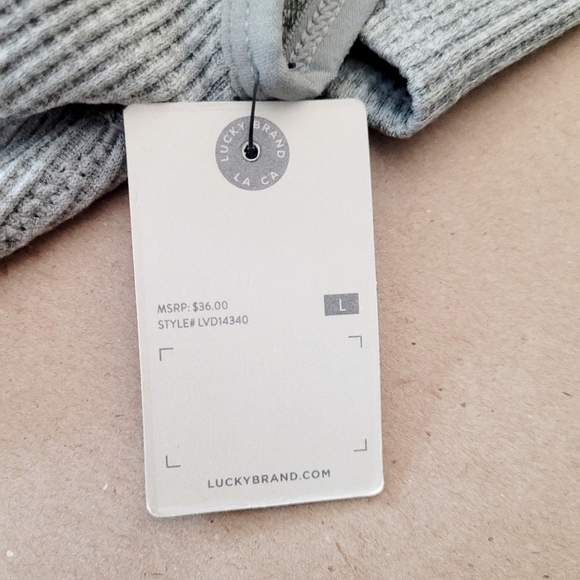 LUCKY BRAND
LA CA
MSRP: $36.00
L
STYLE# LVD14340
LUCKYBRAND.COM